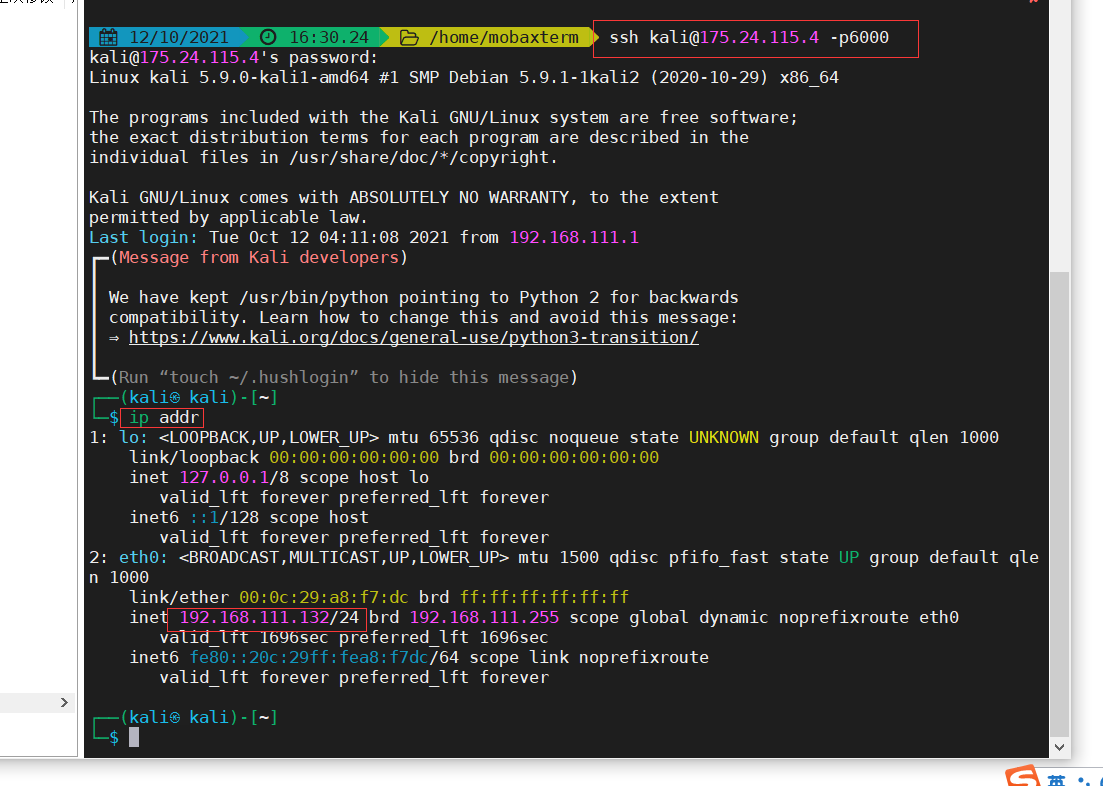 12/10/2021 16:30.24 /home/mobaxterm ssh kali@175.24.115.4 -p6000
kali@175.24.115.4's password:
Linux kali 5.9.0-kali1-amd64 #1 SMP Debian 5.9.1-1kali2 (2020-10-29) x86_64
The programs included with the Kali GNU/Linux system are free software;
the exact distribution terms for each program are described in the
individual files in /usr/share/doc/*/copyright.
Kali GNU/Linux comes with ABSOLUTELY NO WARRANTY, to the extent
permitted by applicable law.
Last login: Tue Oct 12 04:11:08 2021 from 192.168.111.1
┏━(Message from Kali developers)
┃ We have kept /usr/bin/python pointing to Python 2 for backwards
┃ compatibility. Learn how to change this and avoid this message:
┃ ⇒ https://www.kali.org/docs/general-use/python3-transition/
┗━(Run “touch ~/.hushlogin” to hide this message)
┌──(kali㉿ kali)-[~]
└─$ ip addr
1: lo: <LOOPBACK,UP,LOWER_UP> mtu 65536 qdisc noqueue state UNKNOWN group default qlen 1000
link/loopback 00:00:00:00:00:00 brd 00:00:00:00:00:00
inet 127.0.0.1/8 scope host lo
valid_lft forever preferred_lft forever
inet6 ::1/128 scope host
valid_lft forever preferred_lft forever
2: eth0: <BROADCAST,MULTICAST,UP,LOWER_UP> mtu 1500 qdisc pfifo_fast state UP group default qle
n 1000
link/ether 00:0c:29:a8:f7:dc brd ff:ff:ff:ff:ff:ff
inet 192.168.111.132/24 brd 192.168.111.255 scope global dynamic noprefixroute eth0
valid_lft 1696sec preferred_lft 1696sec
inet6 fe80::20c:29ff:fea8:f7dc/64 scope link noprefixroute
valid_lft forever preferred_lft forever
┌──(kali㉿ kali)-[~]
└─$
英